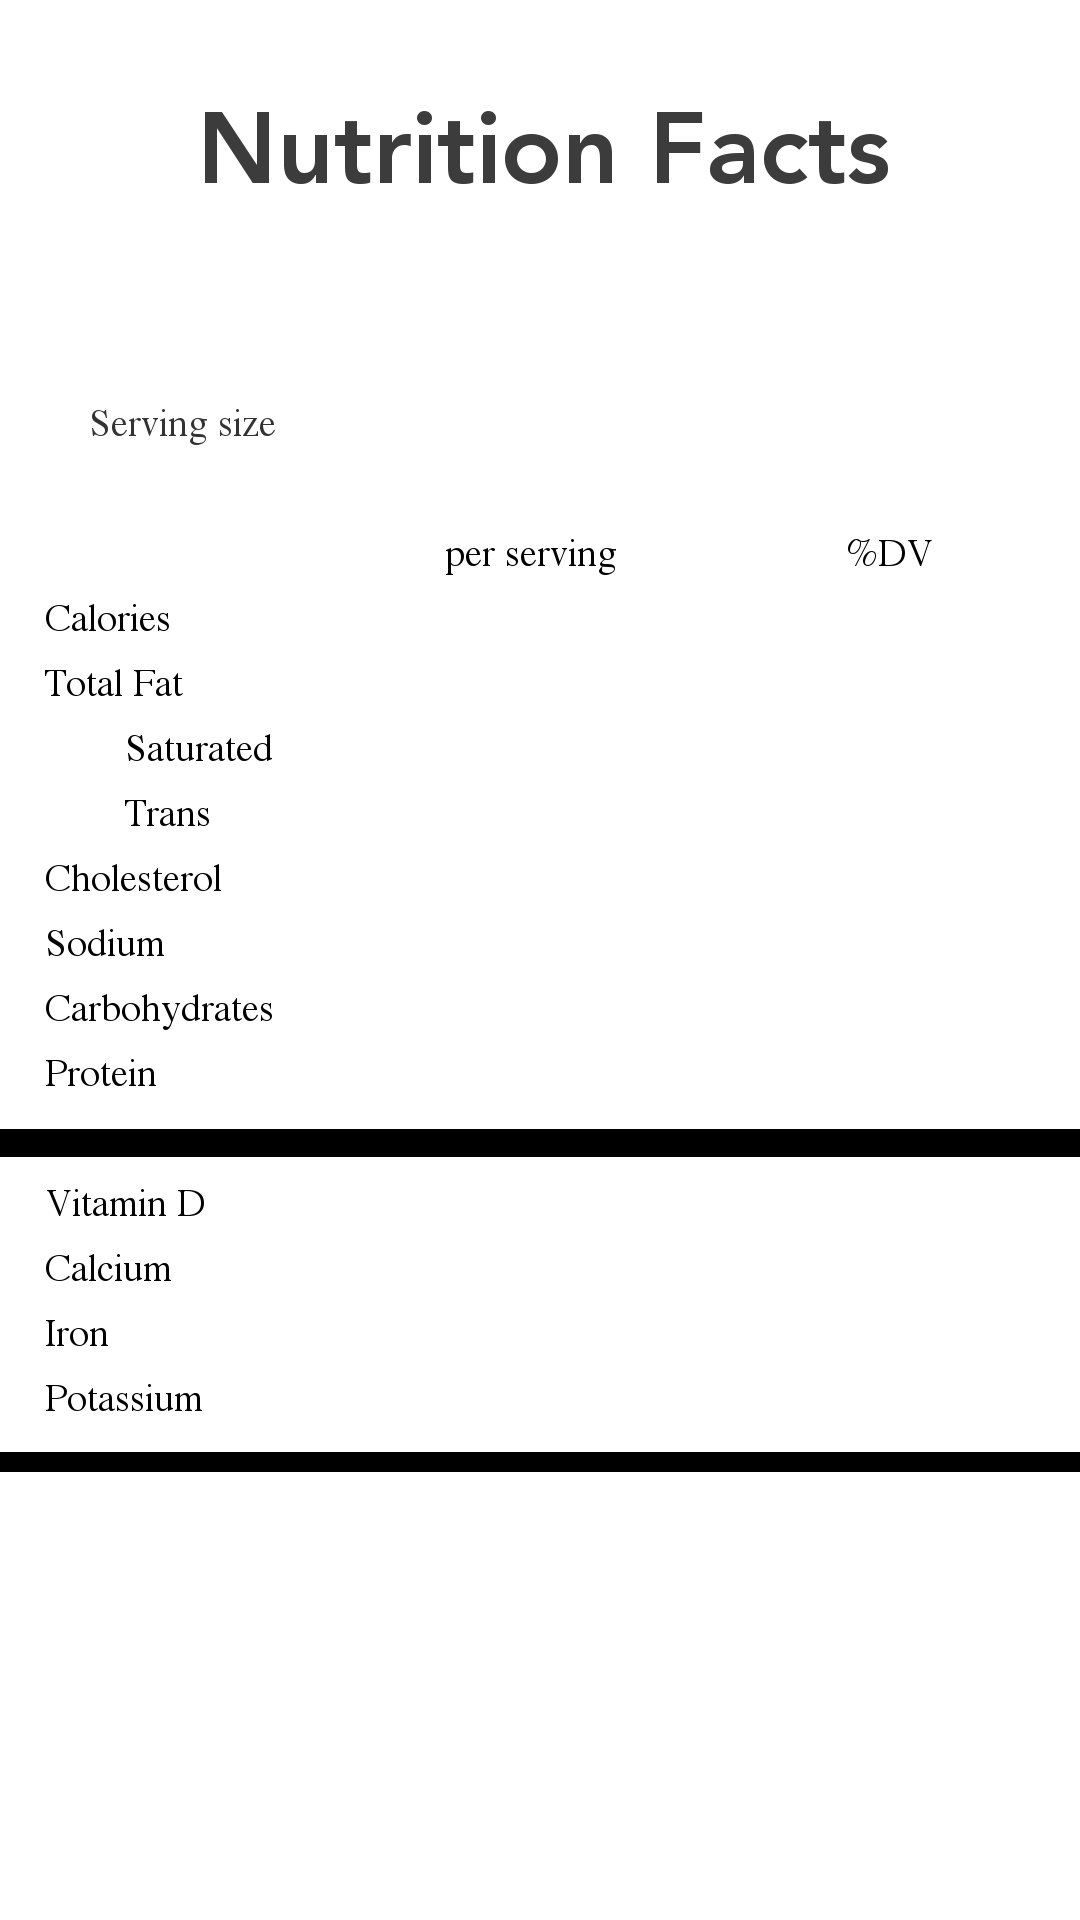 Nutrition Facts
Serving size
per serving %DV
Calories
Total Fat
Saturated
Trans
Cholesterol
Sodium
Carbohydrates
Protein
Vitamin D
Calcium
Iron
Potassium